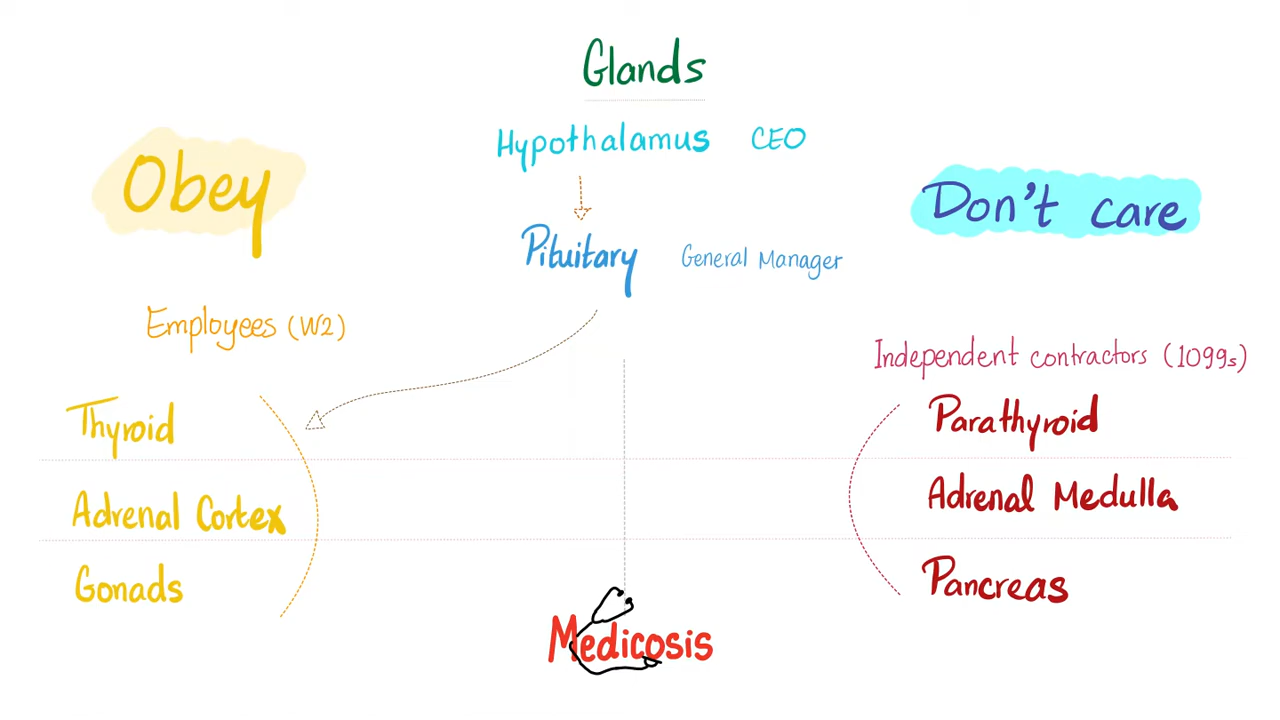 Glands
Hypothalamus CEO
Obey
Don't care
Pituitary General Manager
Employees (W2)
Independent contractors (1099s)
Thyroid
Parathyroid
Adrenal Cortex
Adrenal Medulla
Gonads
Pancreas
Medicosis